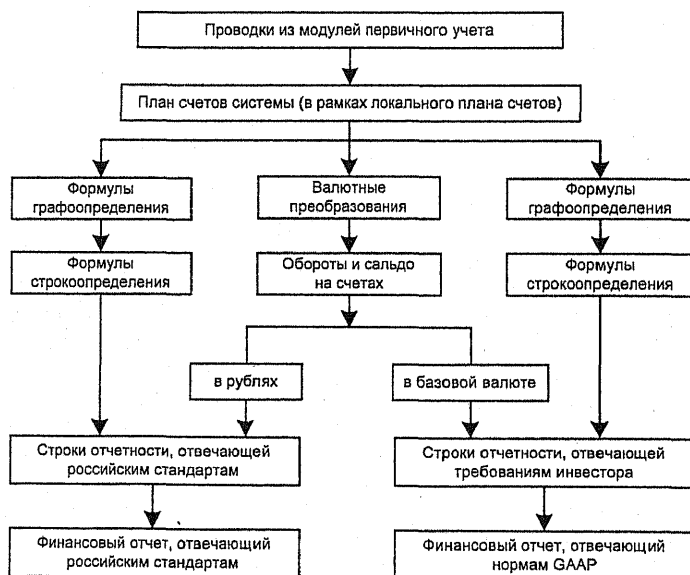 Проводки из модулей первичного учета
План счетов системы (в рамках локального плана счетов)
Формулы
графоопределения
Валютные
преобразования
Формулы
графоопределения
Формулы
строкоопределения
Обороты и сальдо
на счетах
Формулы
строкоопределения
в рублях
в базовой валюте
Строки отчетности, отвечающей
российским стандартам
Строки отчетности, отвечающей
требованиям инвестора
Финансовый отчет, отвечающий
российским стандартам
Финансовый отчет, отвечающий
нормам GAAP